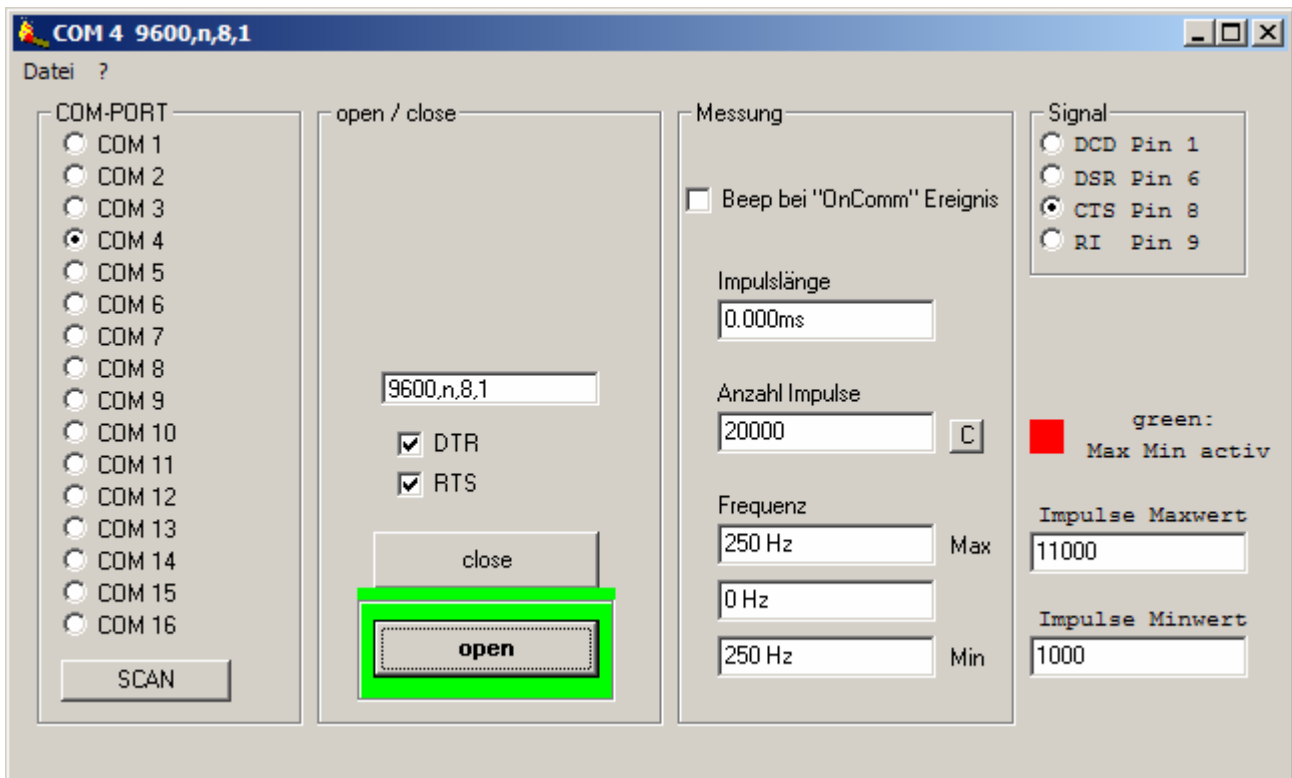 COM 4 9600,n,8,1
Datei ?
COM-PORT
COM 1
COM 2
COM 3
COM 4
COM 5
COM 6
COM 7
COM 8
COM 9
COM 10
COM 11
COM 12
COM 13
COM 14
COM 15
COM 16
SCAN
open / close
9600,n,8,1
DTR
RTS
close
open
Messung
Beep bei "OnComm" Ereignis
Impulslänge
0.000ms
Anzahl Impulse
20000 C
Frequenz
250 Hz Max
0 Hz
250 Hz Min
Signal
DCD Pin 1
DSR Pin 6
CTS Pin 8
RI Pin 9
green:
Max Min activ
Impulse Maxwert
11000
Impulse Minwert
1000